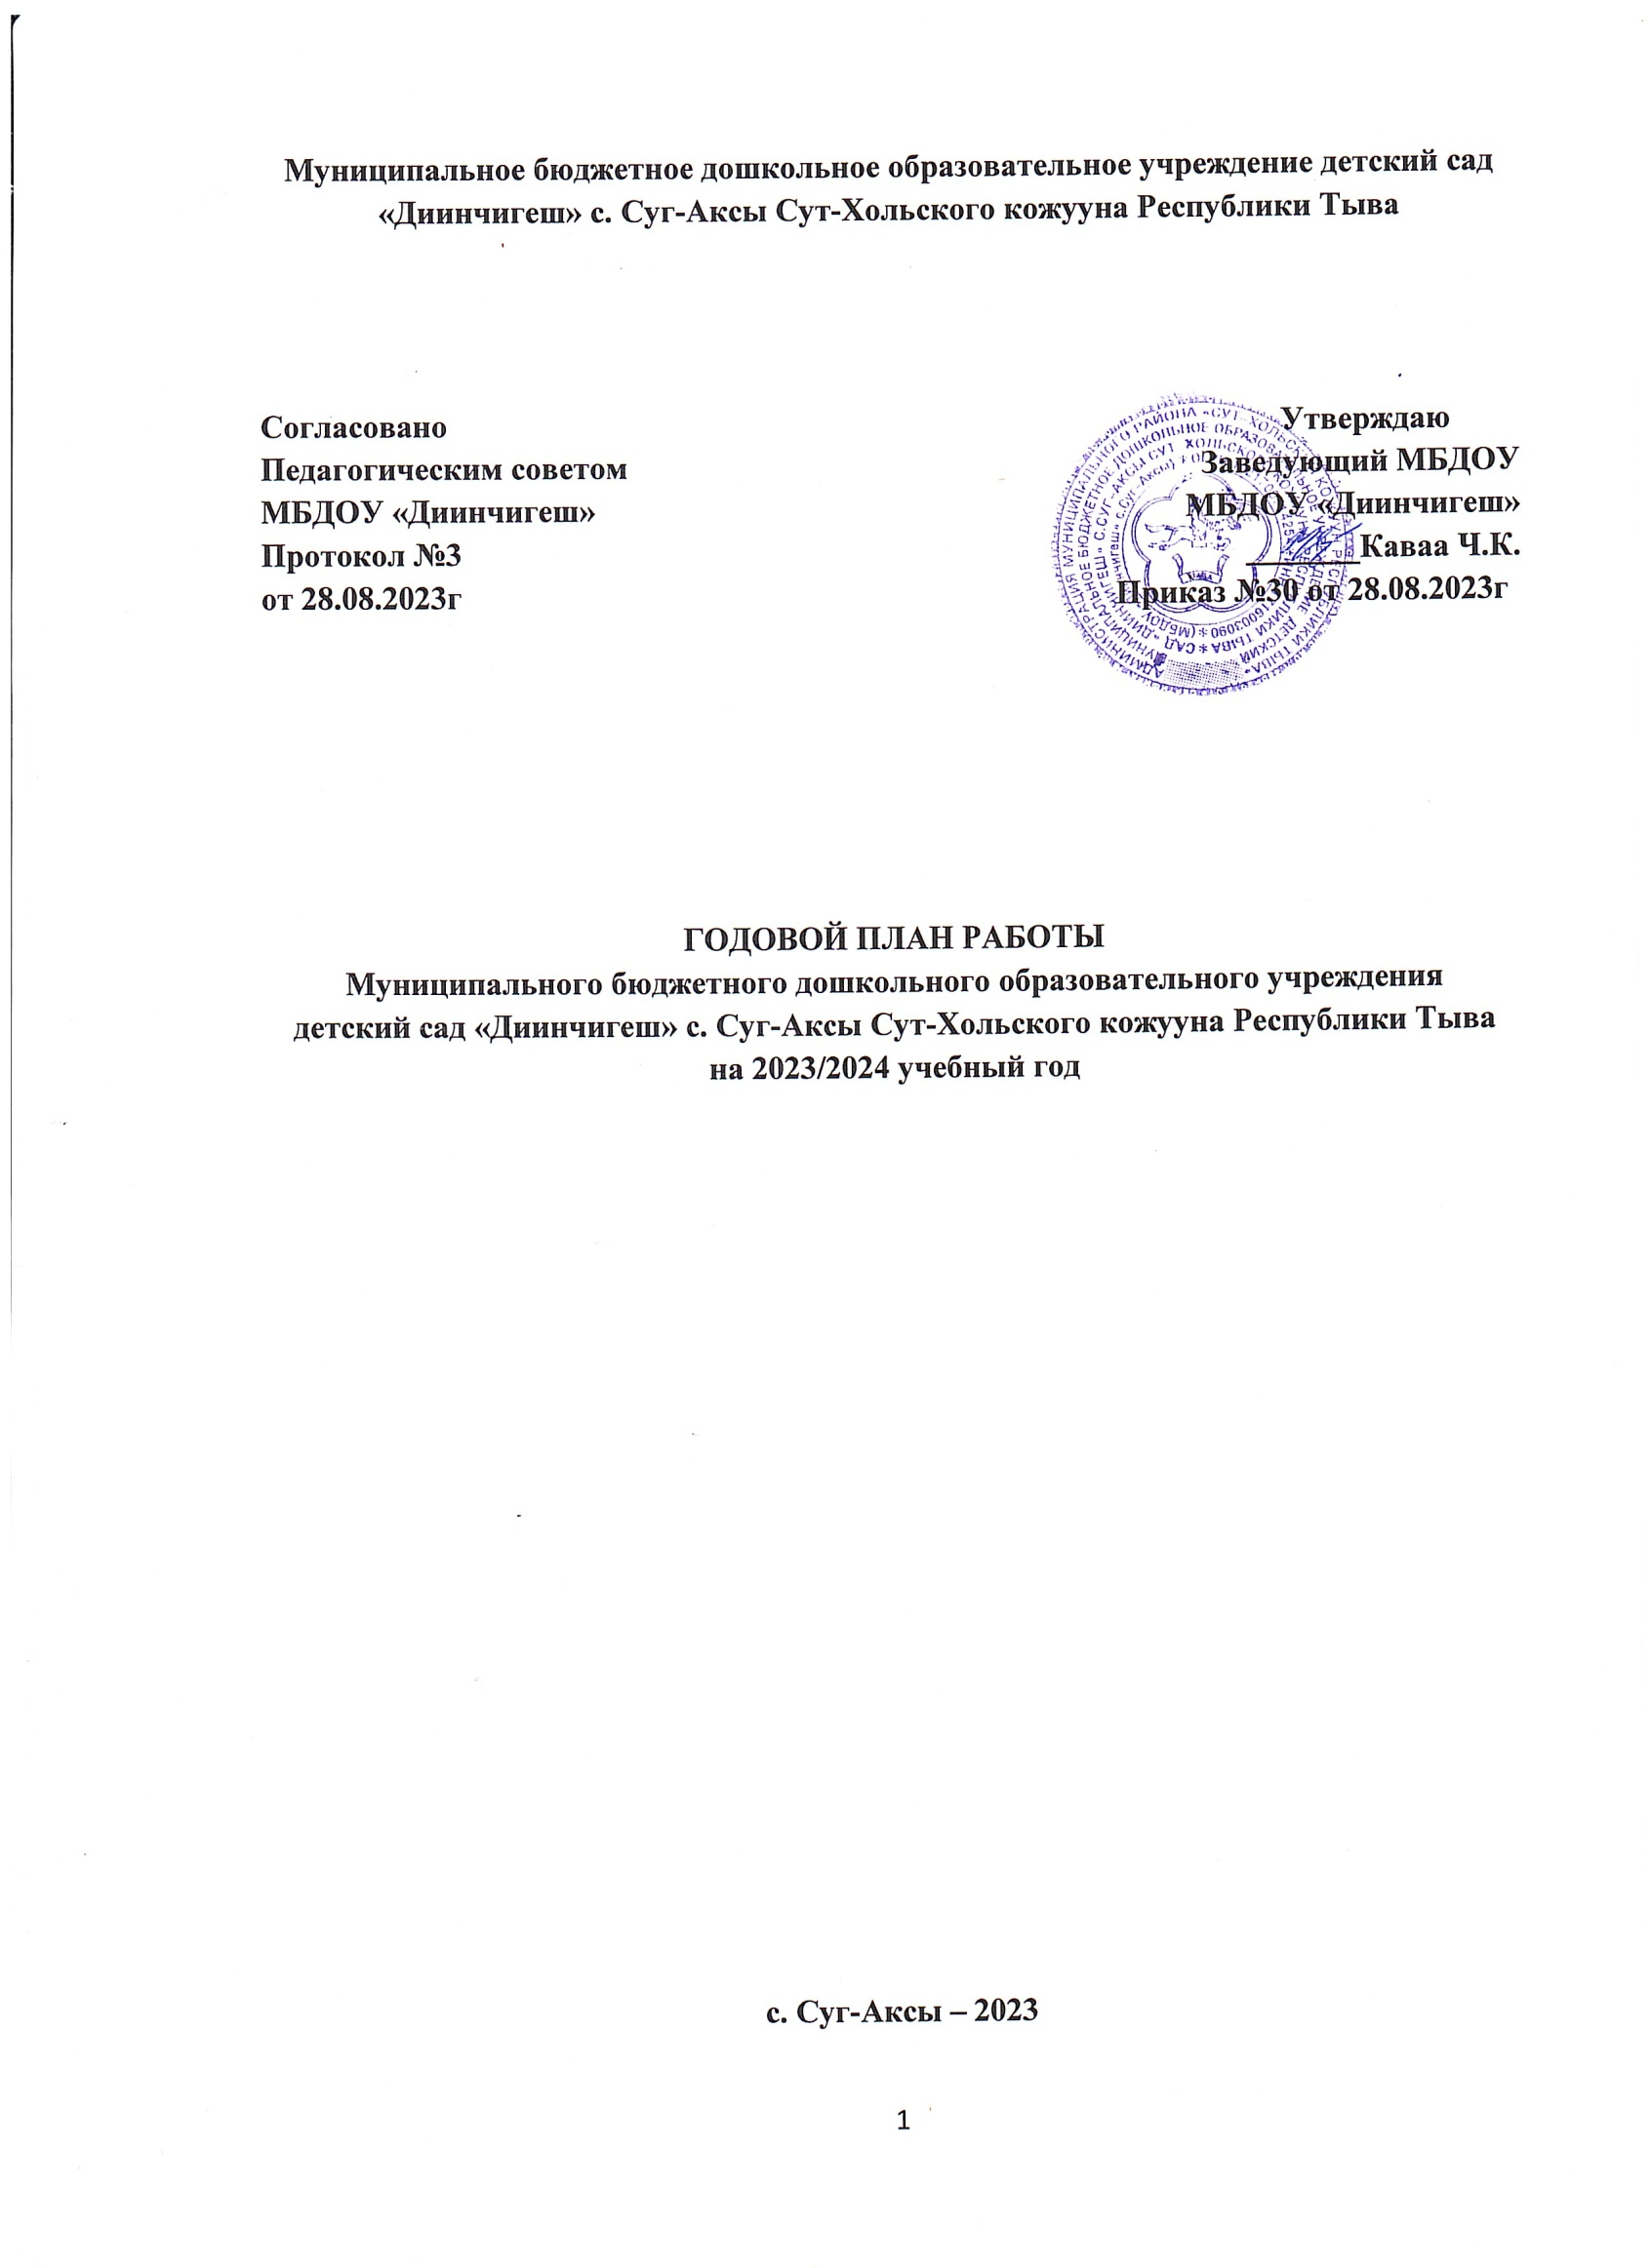 Муниципальное бюджетное дошкольное образовательное учреждение детский сад
«Диинчигеш» с. Суг-Аксы Сут-Хольского кожууна Республики Тыва
Согласовано
Педагогическим советом
МБДОУ «Диинчигеш»
Протокол №3
от 28.08.2023г
Утверждаю
Заведующий МБДОУ
МБДОУ «Диинчигеш»
Каваа Ч.К.
Приказ №30 от 28.08.2023г
ГОДОВОЙ ПЛАН РАБОТЫ
Муниципального бюджетного дошкольного образовательного учреждения
детский сад «Диинчигеш» с. Суг-Аксы Сут-Хольского кожууна Республики Тыва
на 2023/2024 учебный год
с. Суг-Аксы – 2023
1